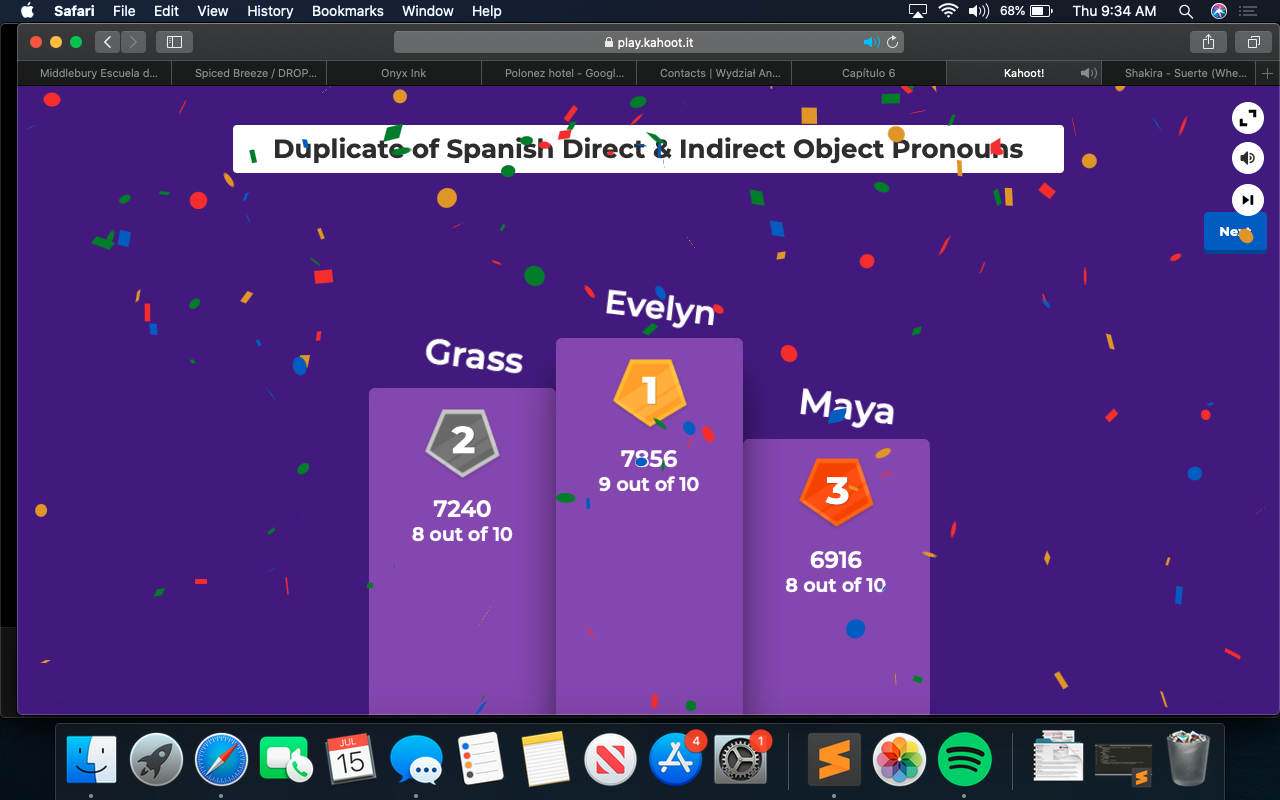 Safari File Edit View History Bookmarks Window Help 68% Thu 9:34 AM
play.kahoot.it
Middlebury Escuela d... Spiced Breeze / DROP... Onyx Ink Polonez hotel - Googl... Contacts | Wydział An... Capítulo 6 Kahoot! Shakira - Suerte (Whe...
Duplicate of Spanish Direct & Indirect Object Pronouns
Next
Evelyn
Grass
Maya
1
7856
9 out of 10
2
7240
8 out of 10
3
6916
8 out of 10
JUL
15
4
1